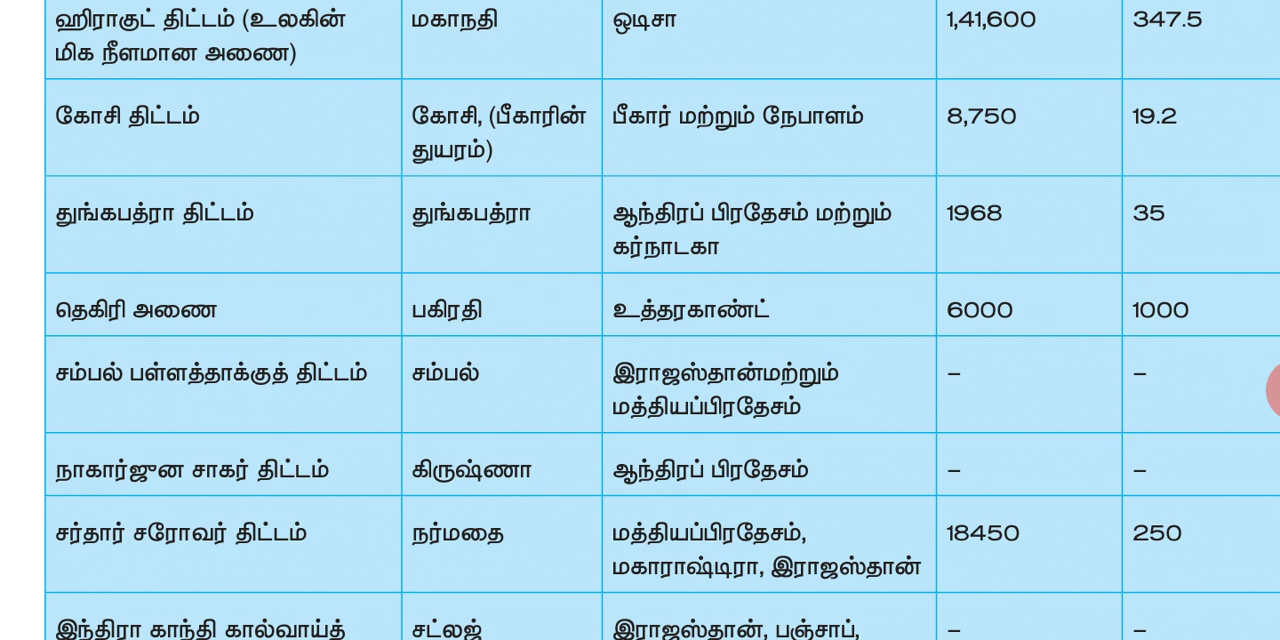 ஹிராகுட் திட்டம் (உலகின் மகாநதி ஒடிசா 1,41,600 347.5
மிக நீளமான அணை)
கோசி திட்டம் கோசி, (பீகாரின் பீகார் மற்றும் நேபாளம் 8,750 19.2
துயரம்)
துங்கபத்ரா திட்டம் துங்கபத்ரா ஆந்திரப் பிரதேசம் மற்றும் 1968 35
கர்நாடகா
தெகிரி அணை பகிரதி உத்தரகாண்ட் 6000 1000
சம்பல் பள்ளத்தாக்குத் திட்டம் சம்பல் இராஜஸ்தான்மற்றும் – –
மத்தியப்பிரதேசம்
நாகார்ஜுன சாகர் திட்டம் கிருஷ்ணா ஆந்திரப் பிரதேசம் – –
சர்தார் சரோவர் திட்டம் நர்மதை மத்தியப்பிரதேசம், 18450 250
மகாராஷ்டிரா, இராஜஸ்தான்
இந்திரா காந்தி கால்வாய்த் சட்லஜ் இராஜஸ்தான், பஞ்சாப், – –